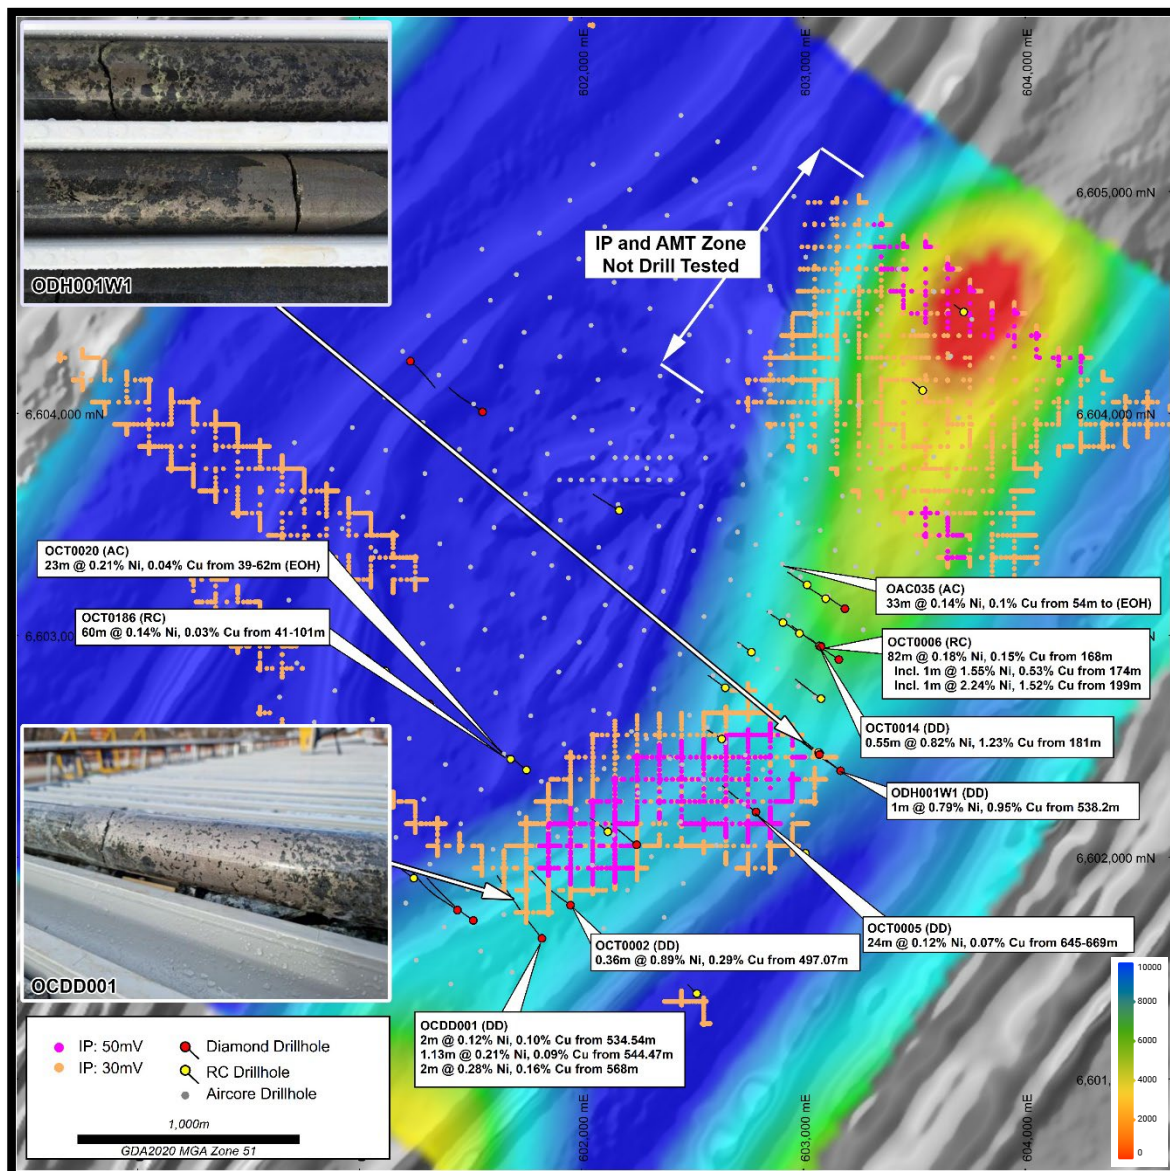 602,000 mE
603,000 mE
604,000 mE
ODH001W1
6,605,000 mN
IP and AMT Zone
Not Drill Tested
6,604,000 mN
OCT0020 (AC)
23m @ 0.21% Ni, 0.04% Cu from 39-62m (EOH)
OAC035 (AC)
33m @ 0.14% Ni, 0.1% Cu from 54m to (EOH)
OCT0186 (RC)
60m @ 0.14% Ni, 0.03% Cu from 41-101m
6,603,000
OCT0006 (RC)
82m @ 0.18% Ni, 0.15% Cu from 168m
Incl. 1m @ 1.55% Ni, 0.53% Cu from 174m
Incl. 1m @ 2.24% Ni, 1.52% Cu from 199m
OCT0014 (DD)
0.55m @ 0.82% Ni, 1.23% Cu from 181m
ODH001W1 (DD)
1m @ 0.79% Ni, 0.95% Cu from 538.2m
6,602,000 mN
OCT0005 (DD)
24m @ 0.12% Ni, 0.07% Cu from 645-669m
OCT0002 (DD)
0.36m @ 0.89% Ni, 0.29% Cu from 497.07m
OCDD001
OCDD001 (DD)
2m @ 0.12% Ni, 0.10% Cu from 534.54m
1.13m @ 0.21% Ni, 0.09% Cu from 544.47m
2m @ 0.28% Ni, 0.16% Cu from 568m
IP: 50mV
IP: 30mV
Diamond Drillhole
RC Drillhole
Aircore Drillhole
1,000m
GDA2020 MGA Zone 51
602,000 mE
603,000 mE
604,000 mE
6,601,
10000
8000
6000
4000
2000
0